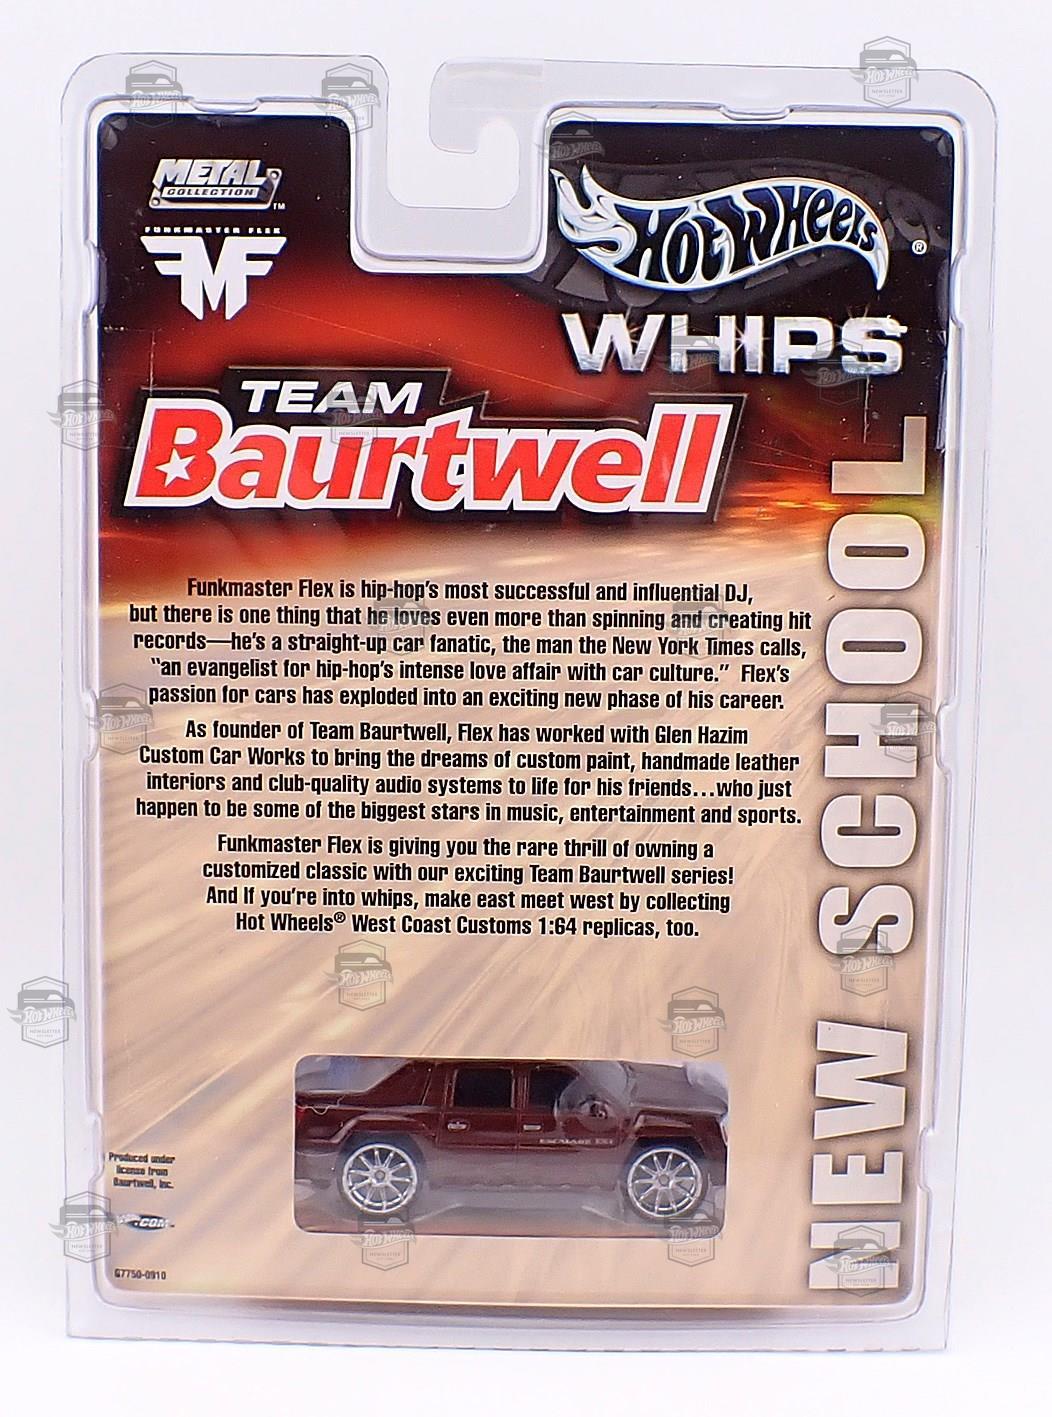 METAL
COLLECTION™
FUNKMASTER FLEX
FMF
Hot Wheels®
WHIPS
TEAM
Baurtwell
NEW SCHOOL
Funkmaster Flex is hip-hop's most successful and influential DJ,
but there is one thing that he loves even more than spinning and creating hit
records—he's a straight-up car fanatic, the man the New York Times calls,
"an evangelist for hip-hop's intense love affair with car culture." Flex's
passion for cars has exploded into an exciting new phase of his career.
As founder of Team Baurtwell, Flex has worked with Glen Hazim
Custom Car Works to bring the dreams of custom paint, handmade leather
interiors and club-quality audio systems to life for his friends...who just
happen to be some of the biggest stars in music, entertainment and sports.
Funkmaster Flex is giving you the rare thrill of owning a
customized classic with our exciting Team Baurtwell series!
And If you're into whips, make east meet west by collecting
Hot Wheels® West Coast Customs 1:64 replicas, too.
ESCALADE EXT
Produced under
license from
Baurtwell, Inc.
.COM
G7750-0910
HOT WHEELS
NEWSLETTER